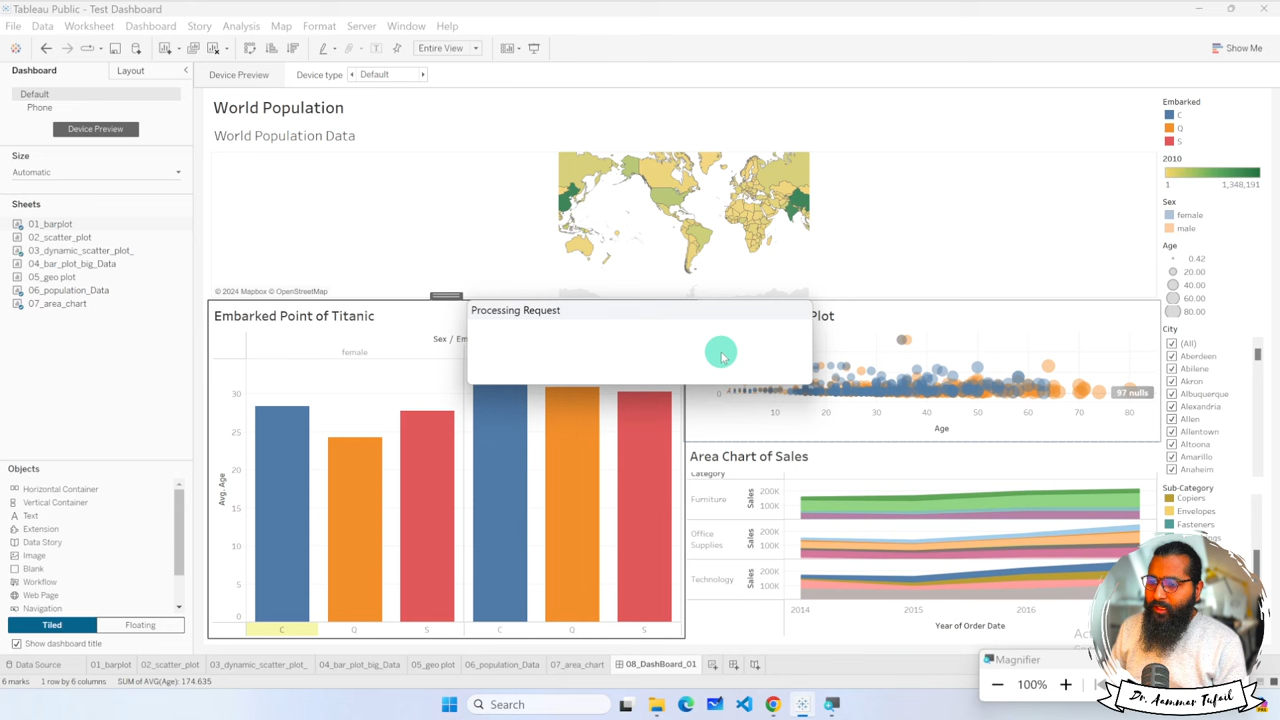 Tableau Public - Test Dashboard
File Data Worksheet Dashboard Story Analysis Map Format Server Window Help
Entire View
Show Me
Dashboard Layout
Device Preview Device type Default
Default
Phone
Device Preview
Size
Automatic
Sheets
01_barplot
02_scatter_plot
03_dynamic_scatter_plot_
04_bar_plot_big_Data
05_geo plot
06_population_Data
07_area_chart
Objects
Horizontal Container
Vertical Container
Text
Extension
Data Story
Image
Blank
Workflow
Web Page
Navigation
Tiled Floating
Show dashboard title
World Population
World Population Data
© 2024 Mapbox © OpenStreetMap
Embarked Point of Titanic
Sex / Em
female
Avg. Age
30
25
20
15
10
5
0
C Q S C Q S
Processing Request
Plot
0
97 nulls
10 20 30 40 50 60 70 80
Age
Area Chart of Sales
Category
Furniture Sales 200K
100K
Office
Supplies Sales 200K
100K
Technology Sales 200K
100K
2014 2015 2016
Year of Order Date
Embarked
C
Q
S
2010
1 1,348,191
Sex
female
male
Age
0.42
20.00
40.00
60.00
80.00
City
(All)
Aberdeen
Abilene
Akron
Albuquerque
Alexandria
Allen
Allentown
Altoona
Amarillo
Anaheim
Sub-Category
Copiers
Envelopes
Fasteners
Data Source 01_barplot 02_scatter_plot 03_dynamic_scatte 04_bar_plot_big_Data 05_geo plot 06_population_Data 07_area_chart 08_DashBoard_01
6 marks 1 row by 6 columns SUM of AVG(Age): 174.635
Magnifier
100%
Dr. Aammar Tufail
Search